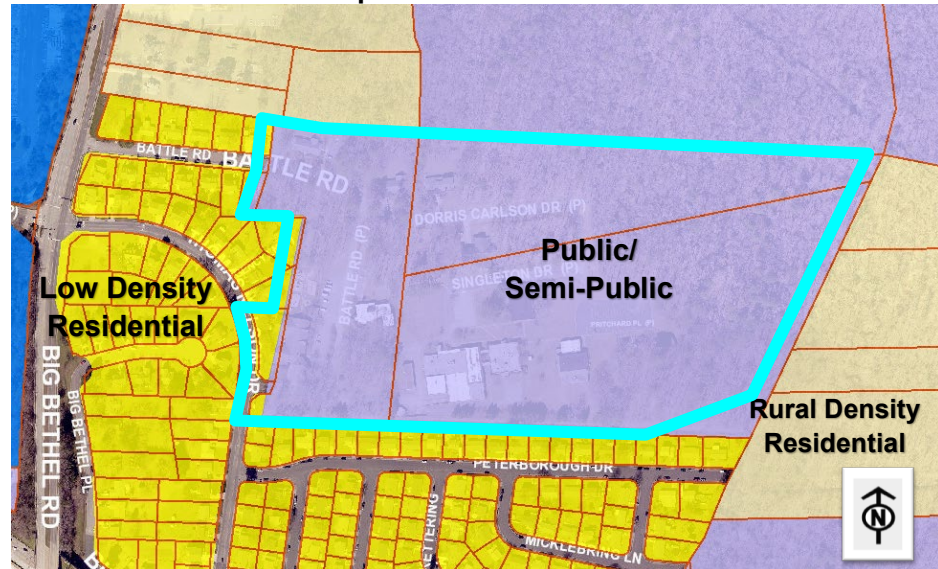 BATTLE RD
BATTLE RD
DORRIS CARLSON DR (P)
Public/
Semi-Public
SINGLETON DR (P)
BATTLE RD (P)
PRITCHARD PL (P)
Low Density
Residential
BIG BETHEL RD
BIG BETHEL PL
Rural Density
Residential
PETERBOROUGH DR
KETTERING
MICKLEBRING LN
N